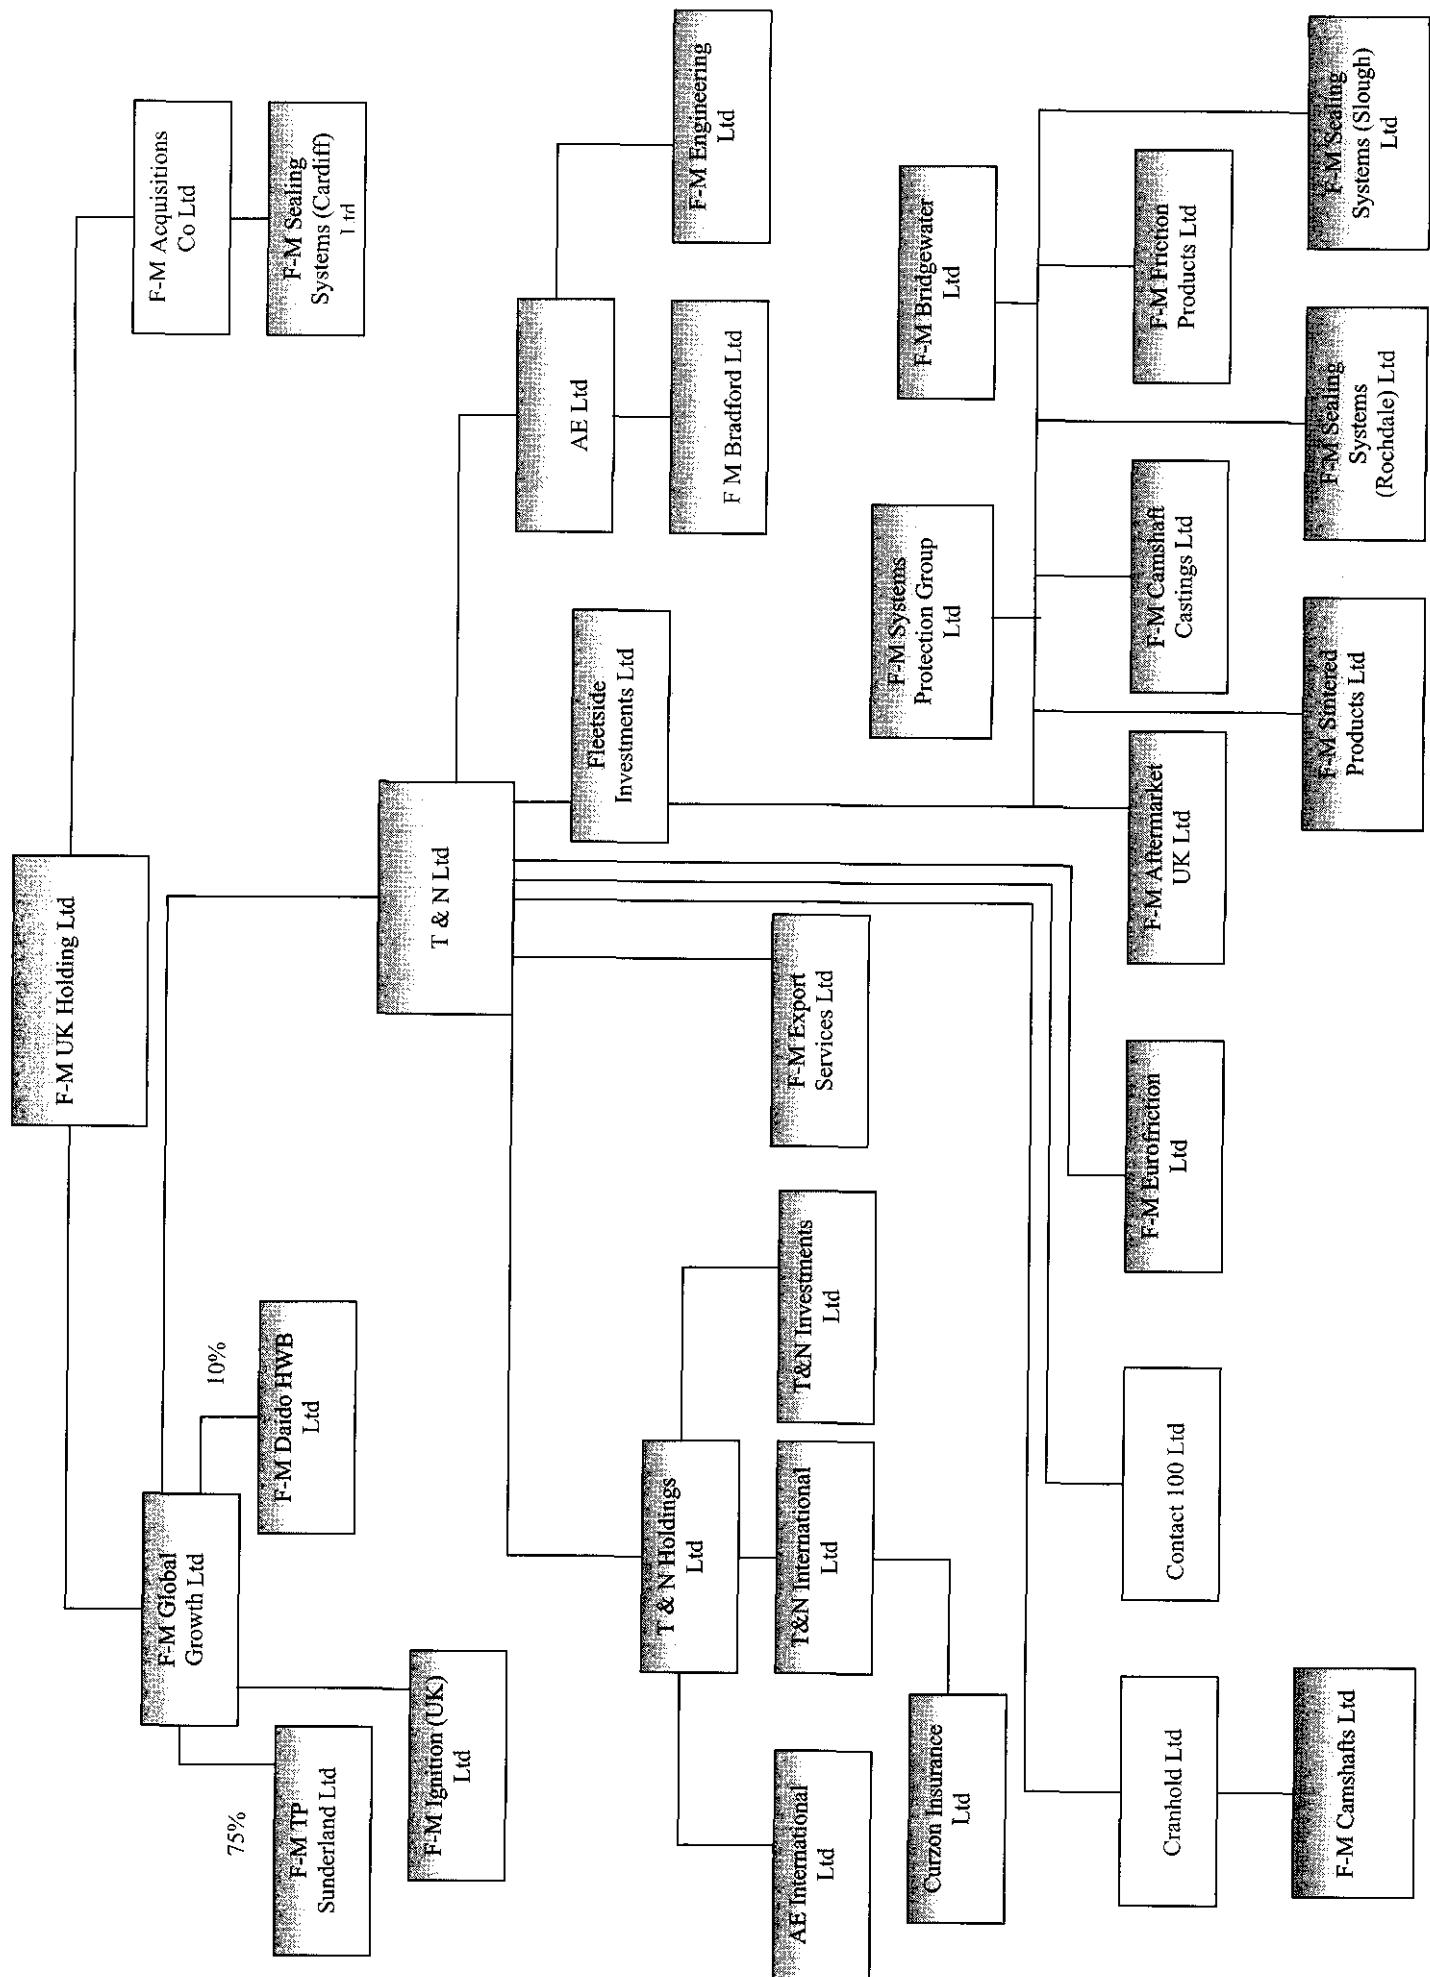 F-M UK Holding Ltd
F-M Global
Growth Ltd
F-M Acquisitions
Co Ltd
75%
F-M TP
Sunderland Ltd
10%
F-M Daido HWB
Ltd
F-M Sealing
Systems (Cardiff)
Ltd
F-M Ignition (UK)
Ltd
T & N Ltd
AE Ltd
Fleetside
Investments Ltd
T & N Holdings
Ltd
F M Bradford Ltd
F-M Engineering
Ltd
AE International
Ltd
T&N International
Ltd
T&N Investments
Ltd
F-M Export
Services Ltd
F-M Systems
Protection Group
Ltd
F-M Bridgewater
Ltd
Curzon Insurance
Ltd
Cranhold Ltd
Contact 100 Ltd
F-M Eurofriction
Ltd
F-M Aftermarket
UK Ltd
F-M Camshaft
Castings Ltd
F-M Friction
Products Ltd
F-M Camshafts Ltd
F-M Sintered
Products Ltd
F-M Sealing
Systems
(Rochdale) Ltd
F-M Sealing
Systems (Slough)
Ltd